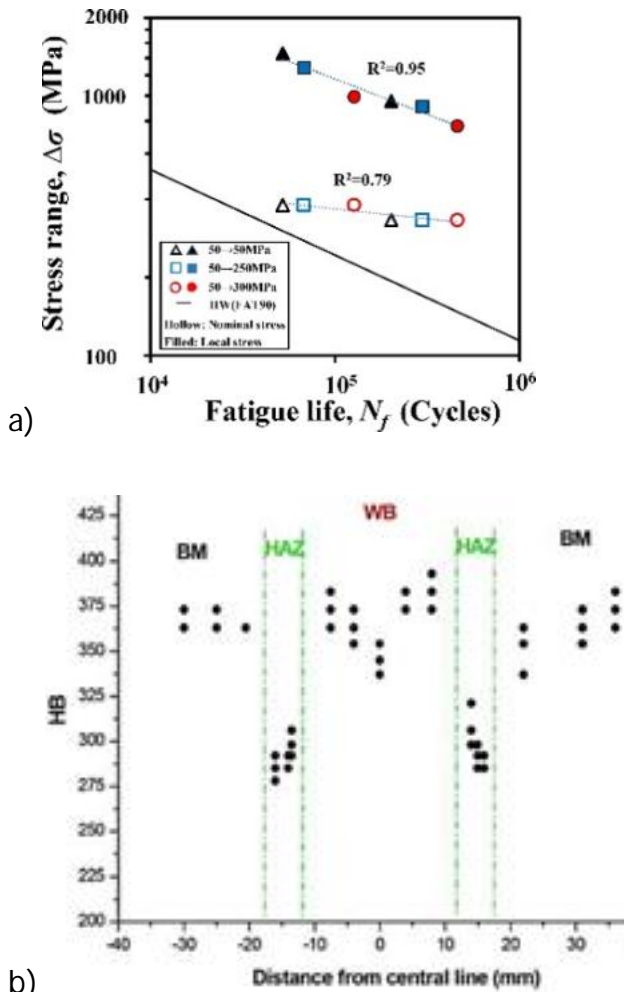 2000
R²=0.95
1000
R²=0.79
50→50MPa
50→250MPa
50→300MPa
HW(FAT90)
Hollow: Nominal stress
Filled: Local stress
100
10⁴
10⁵
10⁶
Stress range, Δσ (MPa)
Fatigue life, N_f (Cycles)
a)
425
400
375
350
325
300
275
250
225
200
HB
BM
HAZ
WB
HAZ
BM
-40
-30
-20
-10
0
10
20
30
Distance from central line (mm)
b)